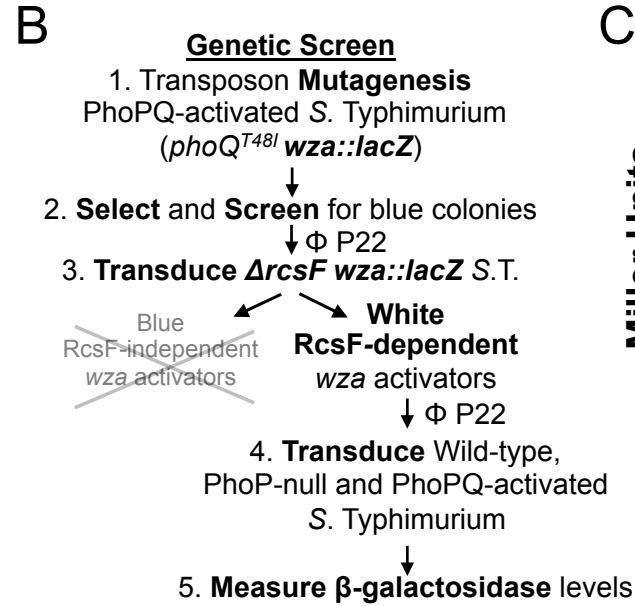 B
C
Genetic Screen
1. Transposon Mutagenesis
PhoPQ-activated S. Typhimurium
(phoQT48I wza::lacZ)
2. Select and Screen for blue colonies
Φ P22
3. Transduce ΔrcsF wza::lacZ S.T.
Blue
RcsF-independent
wza activators
White
RcsF-dependent
wza activators
Φ P22
4. Transduce Wild-type,
PhoP-null and PhoPQ-activated
S. Typhimurium
5. Measure β-galactosidase levels